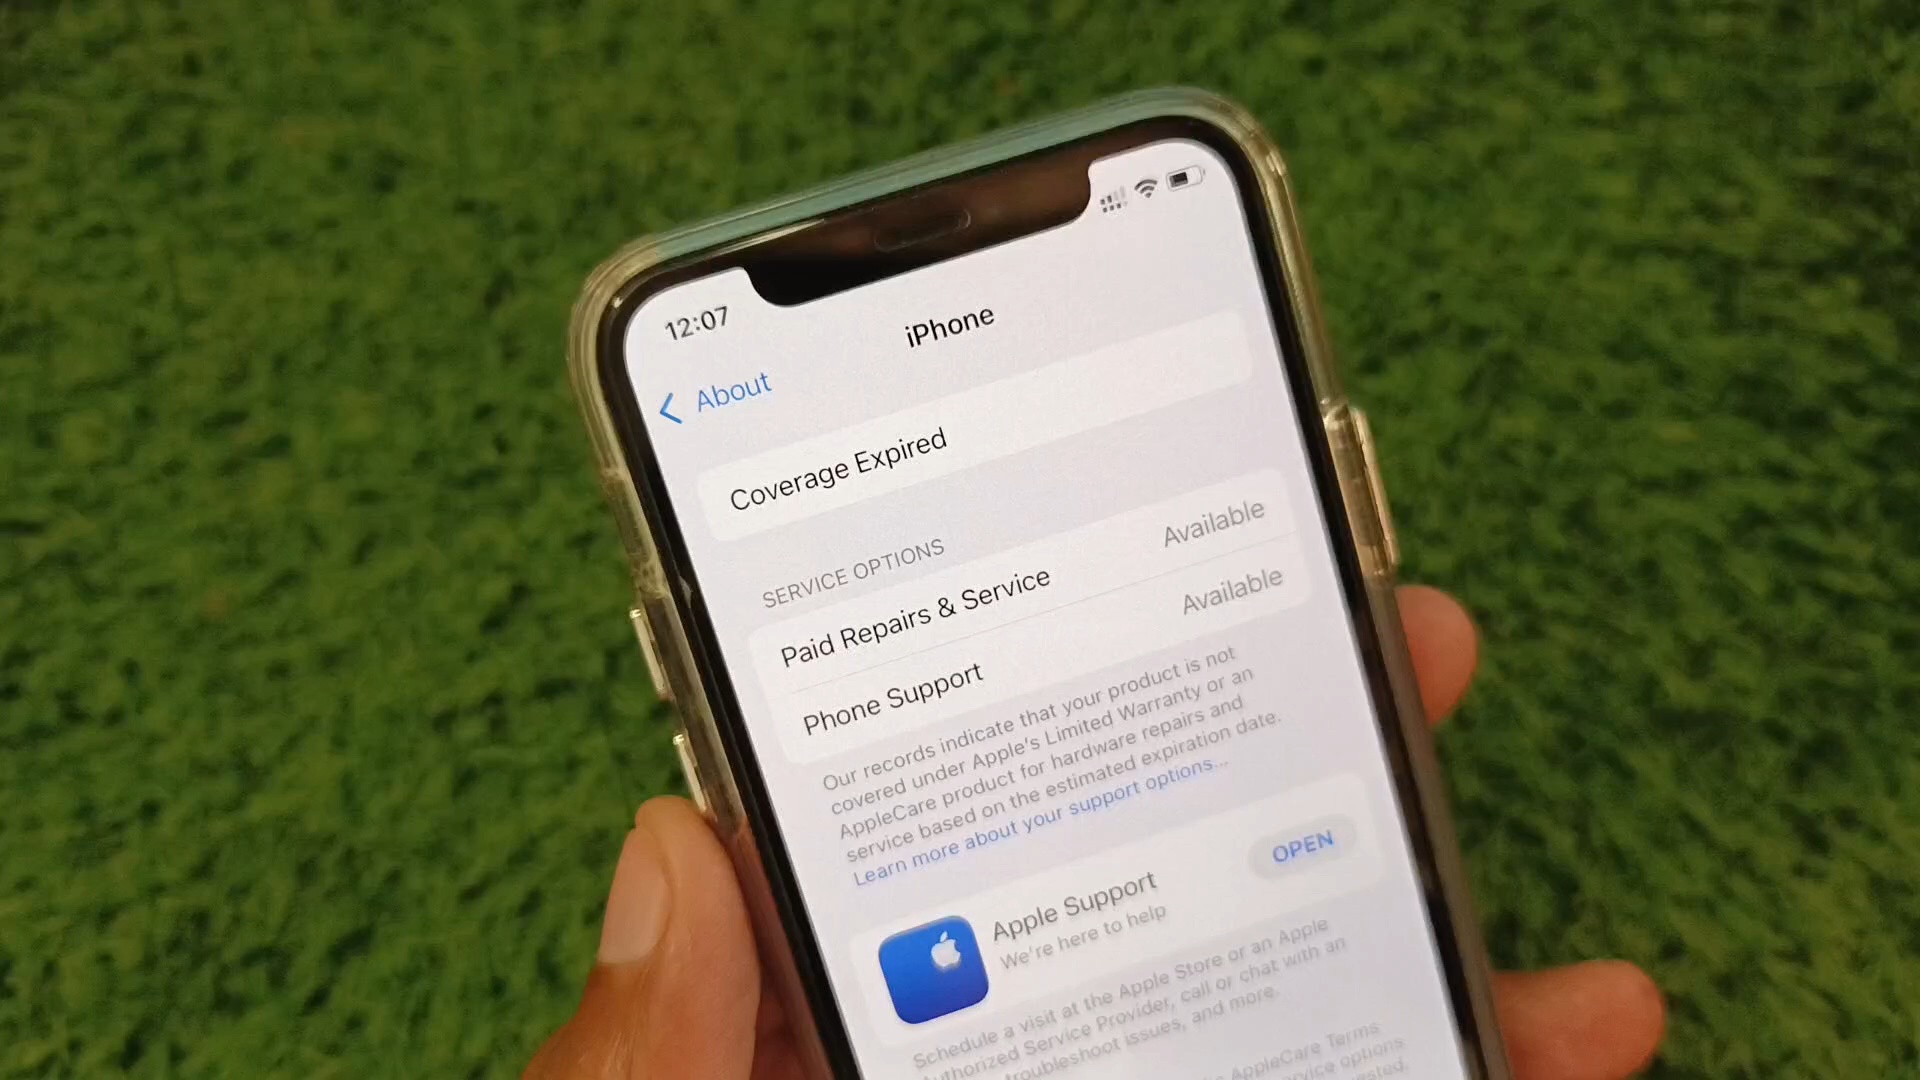 12:07
About
iPhone
Coverage Expired
SERVICE OPTIONS
Paid Repairs & Service Available
Phone Support Available
Our records indicate that your product is not
covered under Apple's Limited Warranty or an
AppleCare product for hardware repairs and
service based on the estimated expiration date.
Learn more about your support options...
Apple Support
We're here to help
OPEN
Schedule a visit at the Apple Store or an Apple
Authorized Service Provider, call or chat with an
troubleshoot issues, and more.
AppleCare Terms
service options